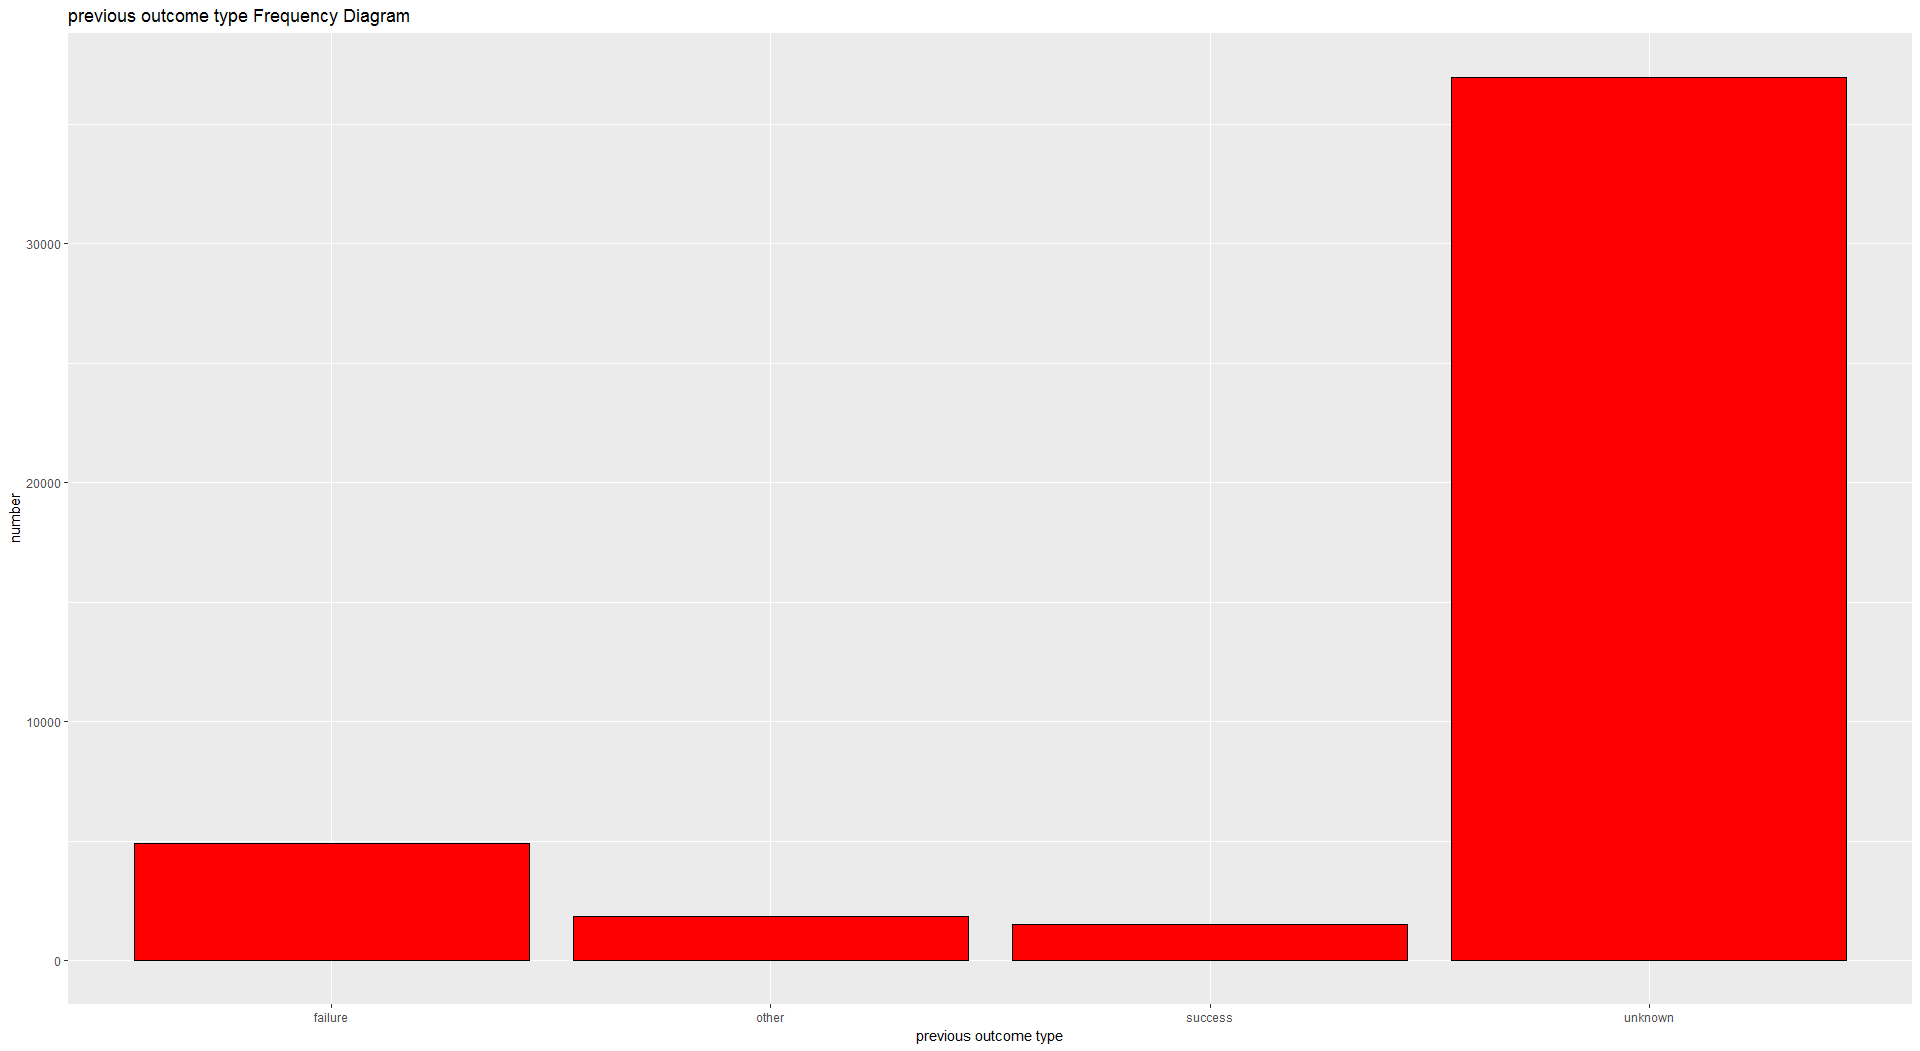 previous outcome type Frequency Diagram
number
30000
20000
10000
0
failure
other
success
unknown
previous outcome type